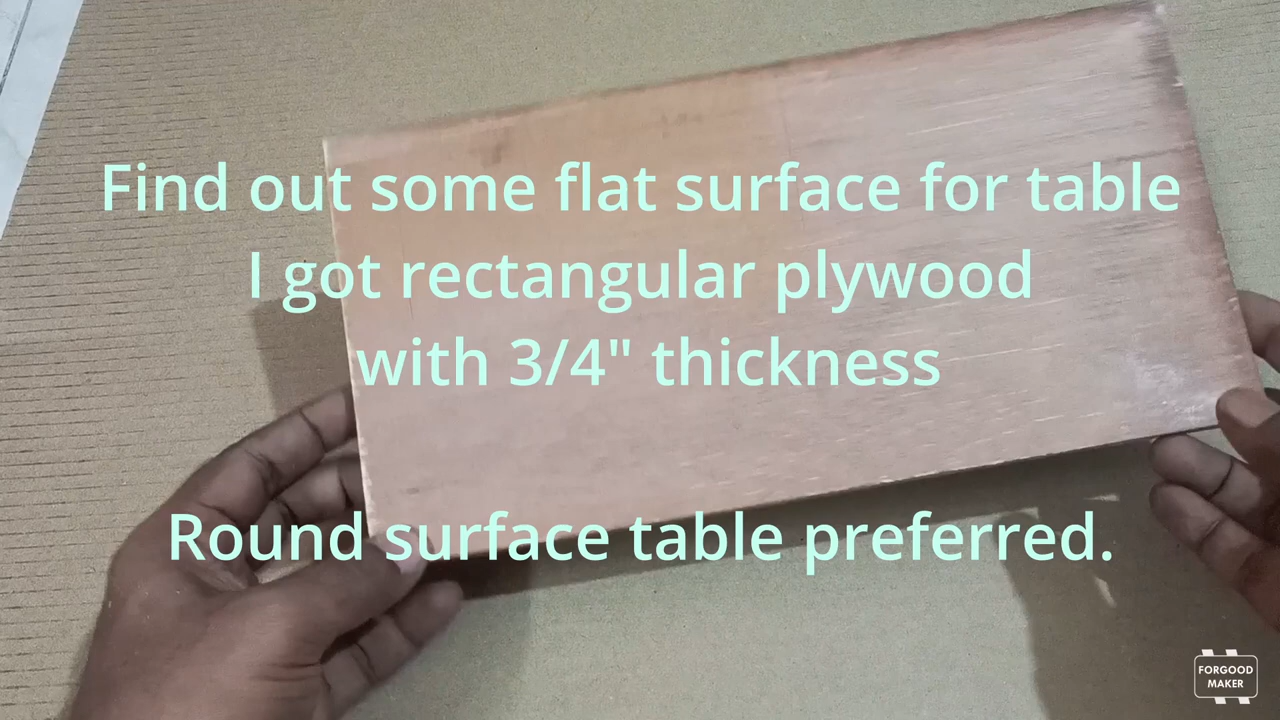 Find out some flat surface for table
I got rectangular plywood
with 3/4" thickness
Round surface table preferred.
FORGOOD
MAKER